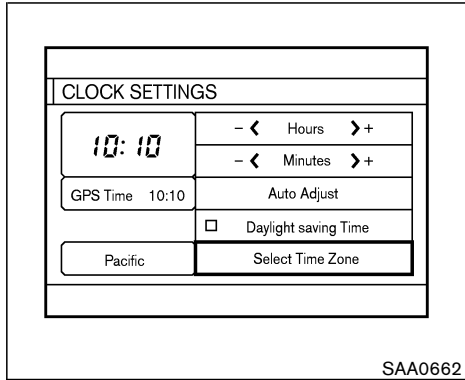 CLOCK SETTINGS
10:10
− < Hours > +
− < Minutes > +
GPS Time 10:10
Auto Adjust
Daylight saving Time
Pacific
Select Time Zone
SAA0662